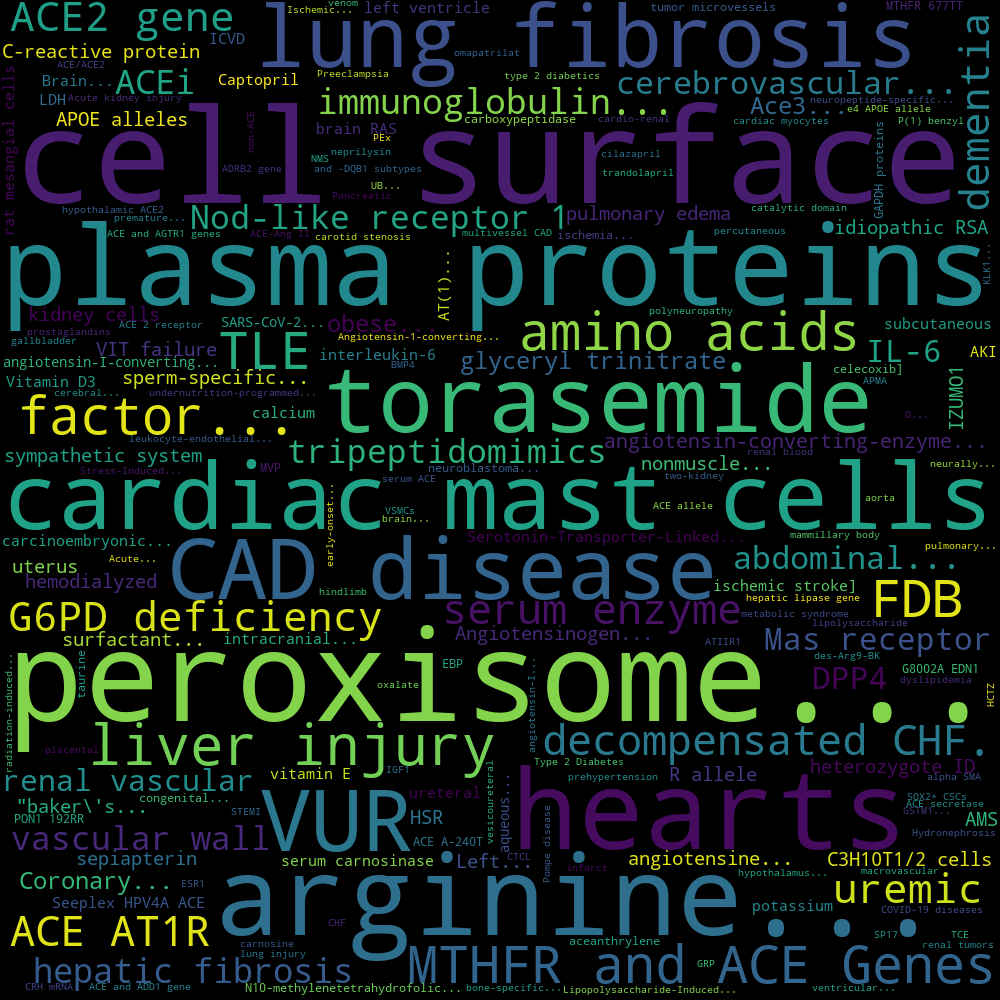 ACE2 gene
Ischemic...
venom
left ventricle
tumor microvessels
MTHFR 677TT
lung fibrosis
ICVD
C-reactive protein
omapatrilat
dementia
ACE/ACE2
Brain...
ACEi
Captopril
Preeclampsia
type 2 diabetics
cerebrovascular...
LDH
Acute kidney injury
immunoglobulin...
Ace3...
neuropeptide-specific...
rat mesangial cells
APOE alleles
non-ACE
brain RAS
carboxypeptidase
cardio-renal
e4 APOE allele
cardiac myocytes
P(1) benzyl
cell surface
PEx
neprilysin
NMS
cilazapril
GAPDH proteins
ADRB2 gene
and -DQB1 subtypes
trandolapril
UB...
Pancreatic
catalytic domain
hypothalamic ACE2
premature...
Nod-like receptor 1
pulmonary edema
idiopathic RSA
ACE and AGTR1 genes
ACE-Ang II
carotid stenosis
multivessel CAD
ischemia...
percutaneous
plasma proteins
AT(1)...
KLK1...
kidney cells
prostaglandins
ACE 2 receptor
SARS-CoV-2...
obese...
polyneuropathy
amino acids
subcutaneous
gallbladder
VIT failure
TLE
Angiotensin-1-converting...
interleukin-6
IL-6
AKI
angiotensin-converting...
BMP4
glyceryl trinitrate
celecoxib]
Vitamin D3
sperm-specific...
torasemide
APMA
IZUMO1
cerebral...
undernutrition-programmed...
factor...
calcium
D...
leukocyte-endothelial...
sympathetic system
tripeptidomimics
angiotensin-converting-enzyme...
renal blood
Stress-Induced...
MVP
serum ACE
neuroblastoma...
nonmuscle...
two-kidney
neurally...
cardiac mast cells
early-onset...
VSMCs
brain...
ACE allele
aorta
carcinoembryonic...
Serotonin-Transporter-Linked...
mammillary body
pulmonary...
Acute...
CAD disease
abdominal...
uterus
hemodialyzed
hindlimb
ischemic stroke]
hepatic lipase gene
FDB
G6PD deficiency
serum enzyme
metabolic syndrome
lipopolysaccharide
surfactant...
intracranial...
Angiotensinogen...
ATIIR1
Mas receptor
radiation-induced...
taurine
peroxisome...
EBP
oxalate
angiotensin-I...
des-Arg9-BK
DPP4
G8002A EDN1
dyslipidemia
HCTZ
placental
liver injury
decompensated CHF.
renal vascular
vitamin E
IGF1
Type 2 Diabetes
prehypertension
R allele
heterozygote ID
alpha SMA
"baker\'s...
congenital...
STEMI
VUR
ureteral
vesicoureteral
aqueous...
hearts
SOX2+ CSCs
ACE secretase
GSTM1...
AMS
PON1 192RR
HSR
Pompe disease
Hydronephrosis
vascular wall
ACE A-240T
sepiapterin
serum carnosinase
Left...
CTCL
infarct
angiotensine...
C3H10T1/2 cells
Coronary...
ESR1
arginine...
hypothalamus...
macrovascular
uremic
Seeplex HPV4A ACE
potassium
COVID-19 diseases
ACE AT1R
CHF
carnosine
lung injury
aceanthrylene
SP17
TCE
renal tumors
hepatic fibrosis
MTHFR and ACE Genes
GRP
CRH mRNA
ACE and ADD1 gene
N10-methylenetetrahydrofolic...
bone-specific...
Lipopolysaccharide-Induced...
ventricular...